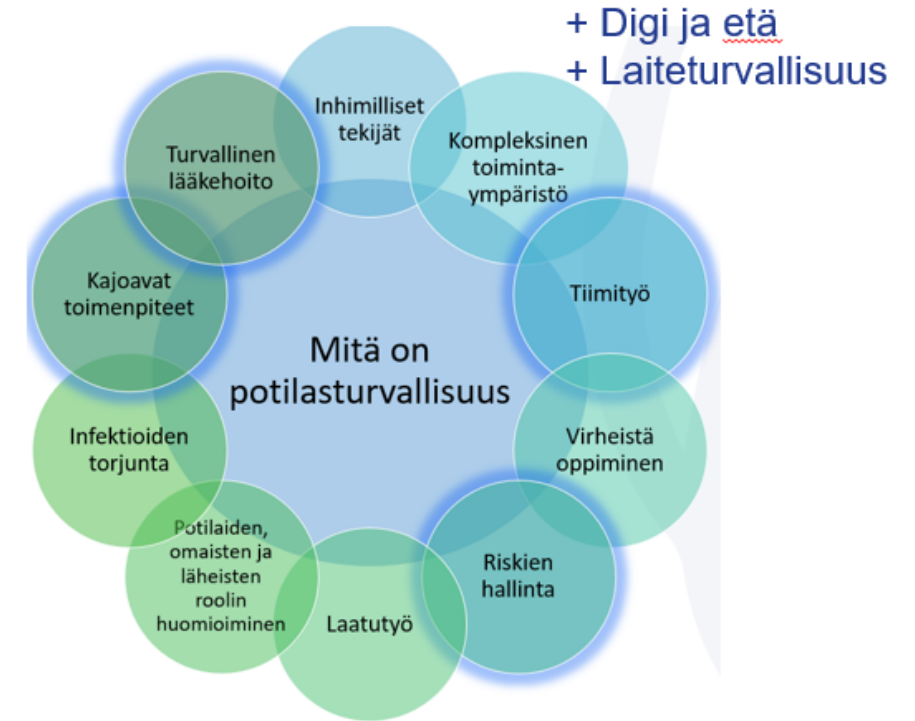 + Digi ja etä
+ Laiteturvallisuus
Inhimilliset
tekijät
Kompleksinen
toiminta-
ympäristö
Tiimityö
Virheistä
oppiminen
Riskien
hallinta
Laatutyö
Potilaiden,
omaisten ja
läheisten
roolin
huomioiminen
Infektioiden
torjunta
Kajoavat
toimenpiteet
Turvallinen
lääkehoito
Mitä on
potilasturvallisuus